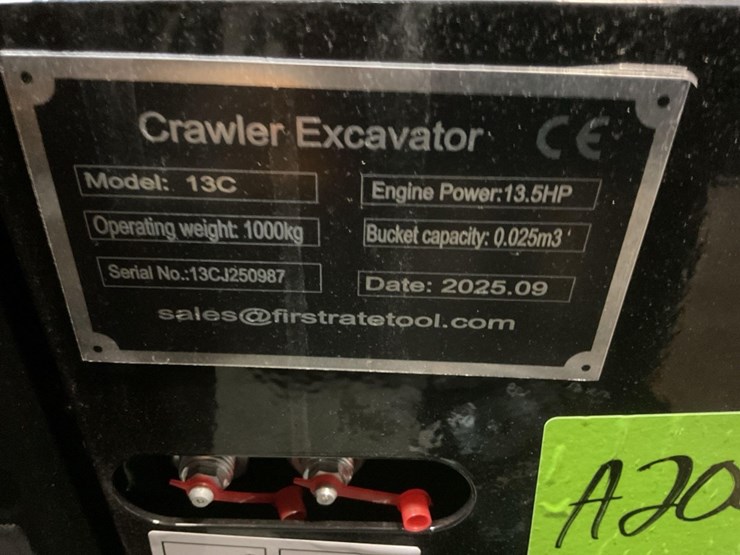 Crawler Excavator CE
Model: 13C
Engine Power:13.5HP
Operating weight: 1000kg
Bucket capacity: 0.025m3
Serial No.:13CJ250987
Date: 2025.09
sales@firstratetool.com